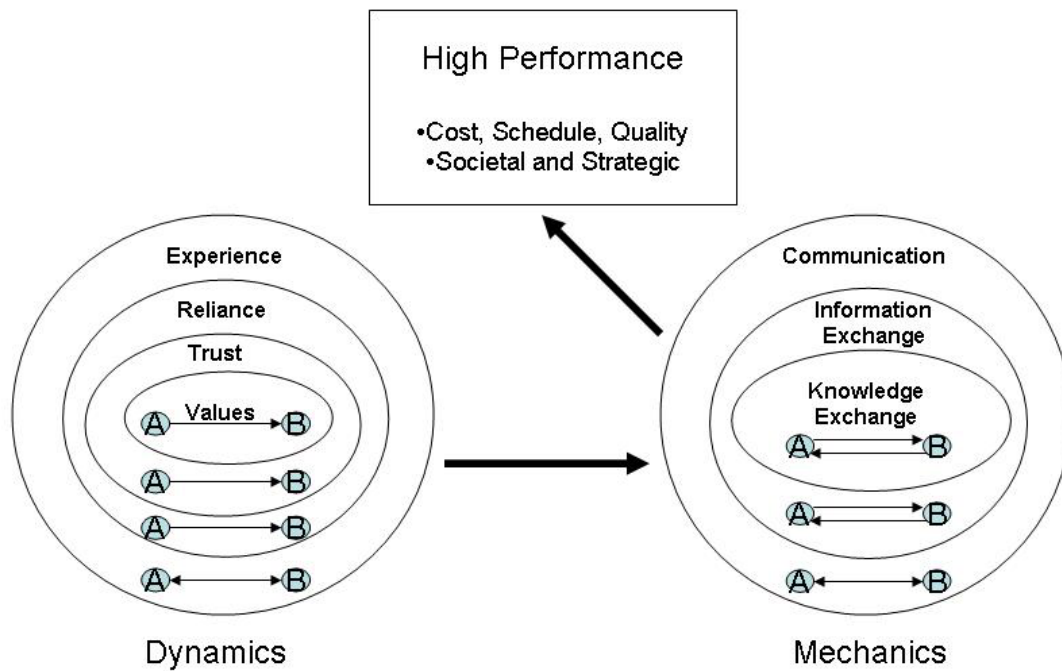 High Performance
•Cost, Schedule, Quality
•Societal and Strategic
Experience
Reliance
Trust
Values
A B
A B
A B
A B
Dynamics
Communication
Information
Exchange
Knowledge
Exchange
A B
A B
A B
Mechanics